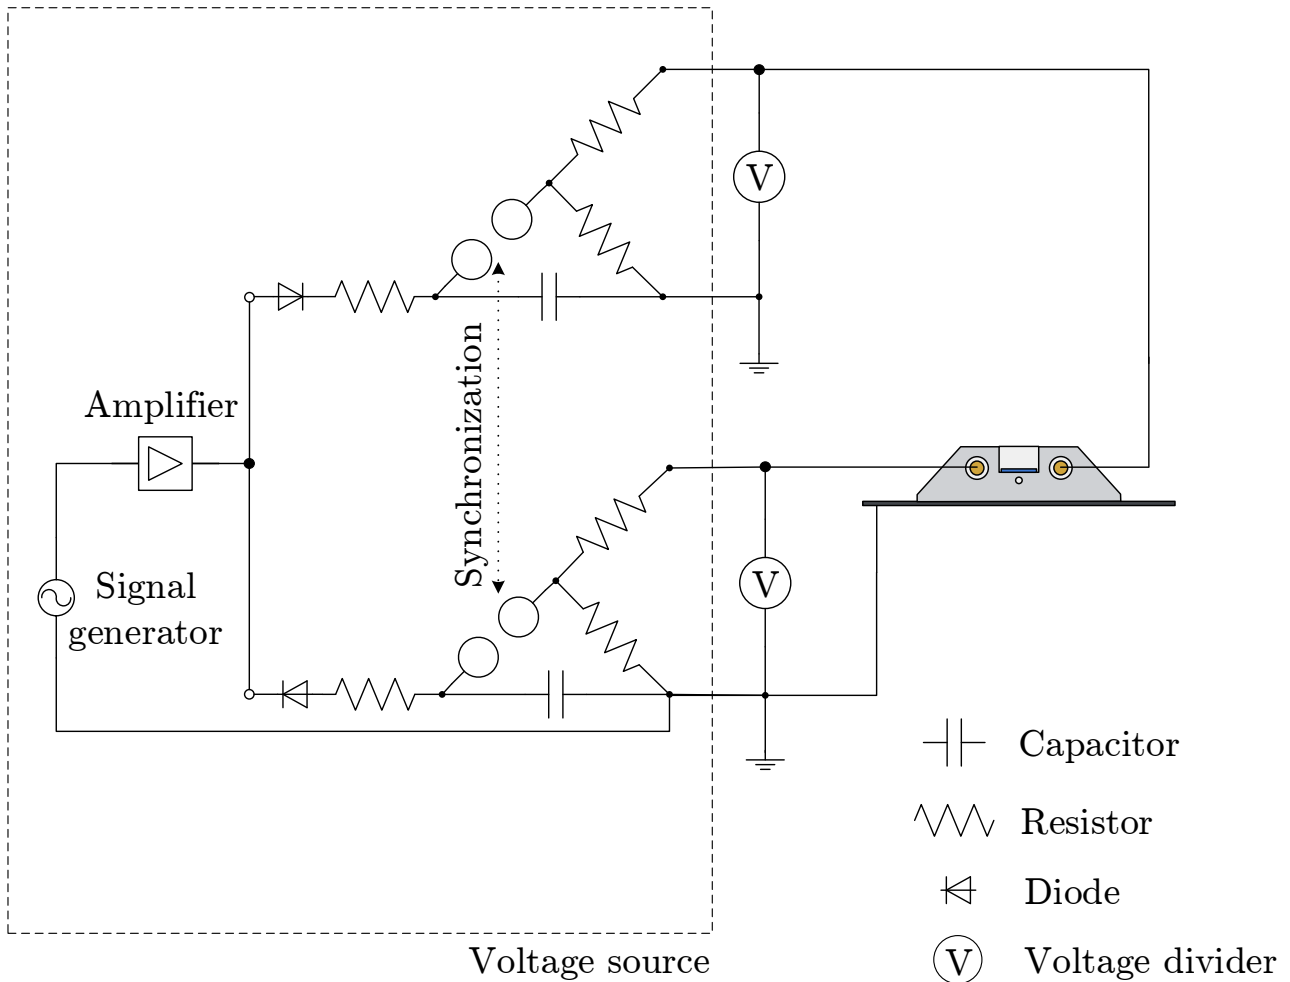 V
Amplifier
Synchronization
V
Signal
generator
Capacitor
Resistor
Diode
V
Voltage divider
Voltage source